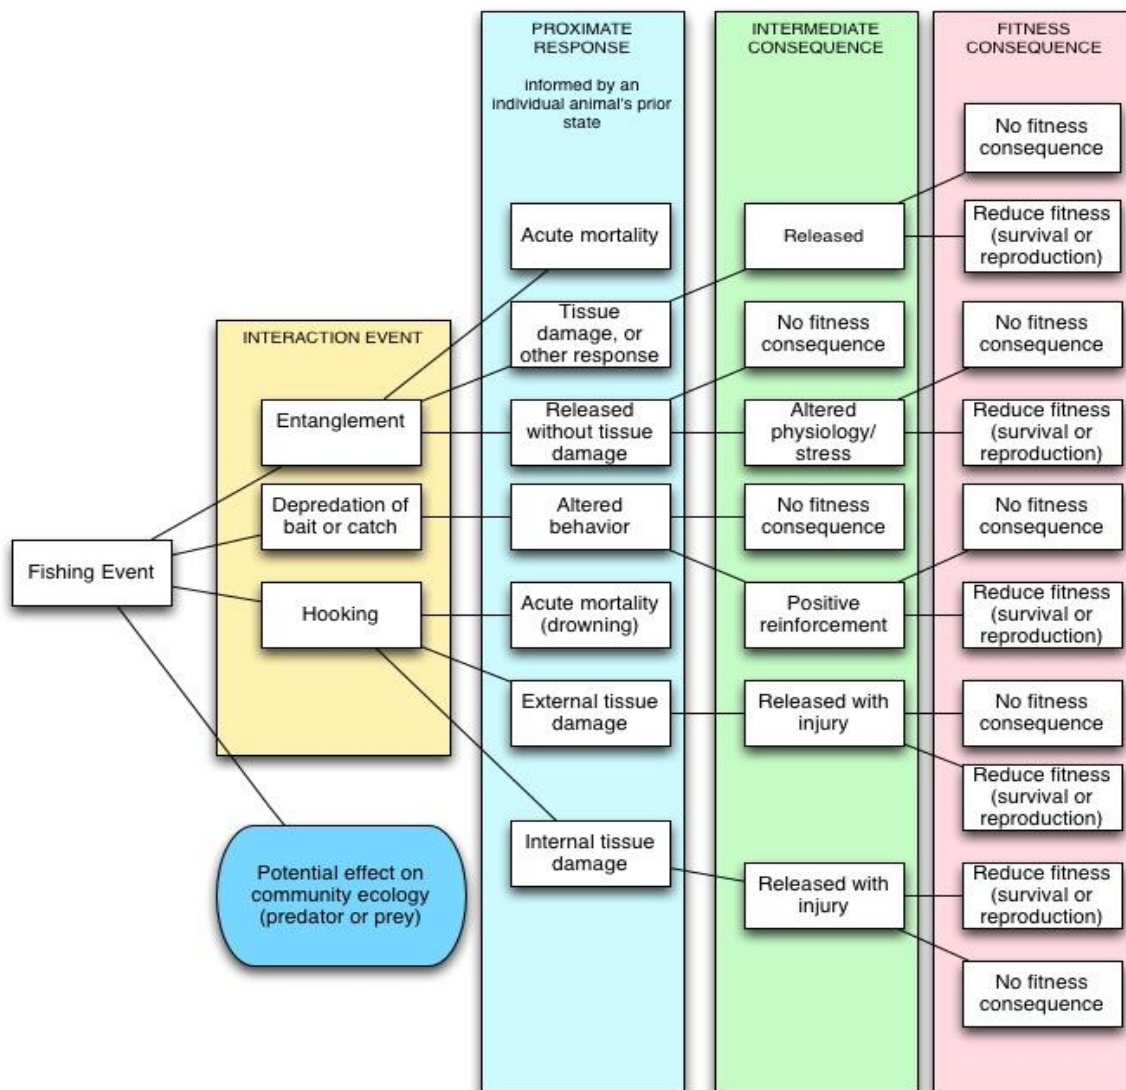 PROXIMATE
RESPONSE
informed by an
individual animal's prior
state
INTERMEDIATE
CONSEQUENCE
FITNESS
CONSEQUENCE
INTERACTION EVENT
Fishing Event
Entanglement
Depredation of
bait or catch
Hooking
Potential effect on
community ecology
(predator or prey)
Acute mortality
Tissue
damage, or
other response
Released
without tissue
damage
Altered
behavior
Acute mortality
(drowning)
External tissue
damage
Internal tissue
damage
Released
No fitness
consequence
Altered
physiology/
stress
No fitness
consequence
Positive
reinforcement
Released with
injury
Released with
injury
No fitness
consequence
Reduce fitness
(survival or
reproduction)
No fitness
consequence
Reduce fitness
(survival or
reproduction)
No fitness
consequence
Reduce fitness
(survival or
reproduction)
No fitness
consequence
Reduce fitness
(survival or
reproduction)
Reduce fitness
(survival or
reproduction)
No fitness
consequence